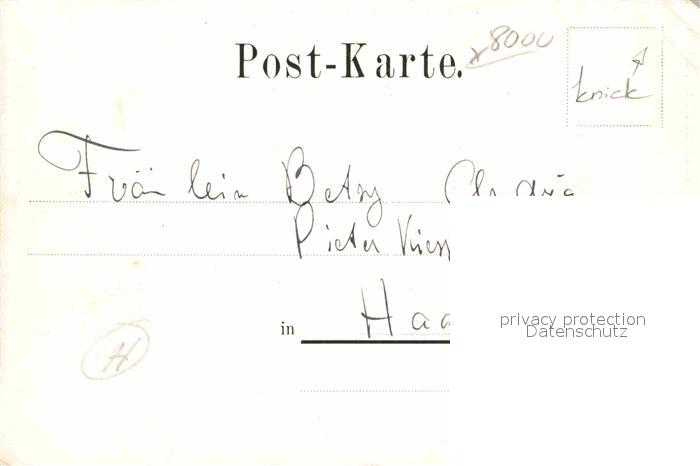 x8000
Post-Karte.
knick
Fräulein Betsy
Pieter
in Haa
privacy protection
Datenschutz
H